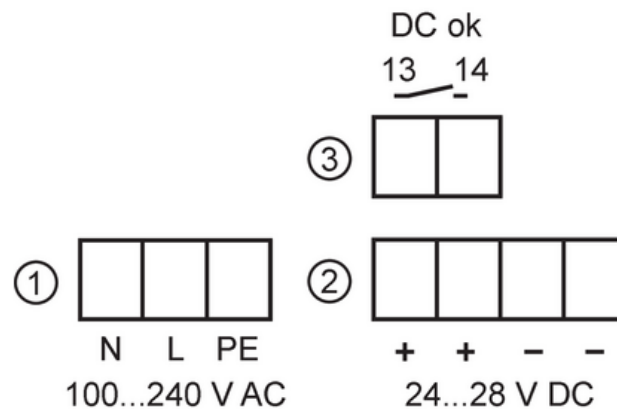 DC ok
13 14
3
1
2
N L PE
+ + – –
100...240 V AC
24...28 V DC